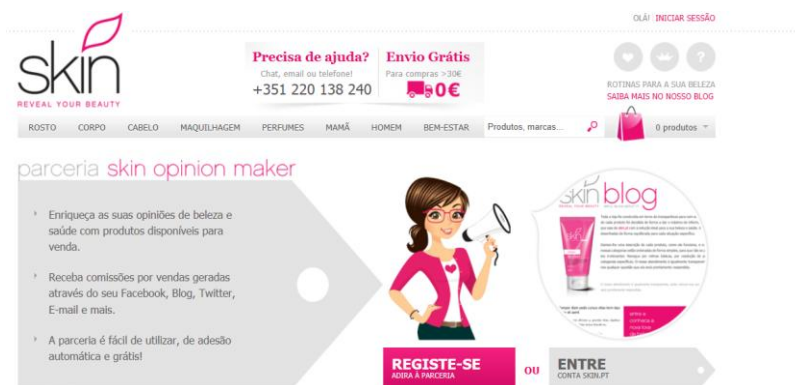 OLÁ! INICIAR SESSÃO
skin
REVEAL YOUR BEAUTY
Precisa de ajuda?
Chat, email ou telefone!
+351 220 138 240
Envio Grátis
Para compras >30€
0€
?
ROTINAS PARA A SUA BELEZA
SAIBA MAIS NO NOSSO BLOG
ROSTO CORPO CABELO MAQUILHAGEM PERFUMES MAMÃ HOMEM BEM-ESTAR Produtos, marcas... 0 produtos
parceria skin opinion maker
Enriqueça as suas opiniões de beleza e
saúde com produtos disponíveis para
venda.
Receba comissões por vendas geradas
através do seu Facebook, Blog, Twitter,
E-mail e mais.
A parceria é fácil de utilizar, de adesão
automática e grátis!
skin blog
REVEAL YOUR BEAUTY
REGISTE-SE
ADIRA À PARCERIA
OU
ENTRE
CONTA SKIN.PT